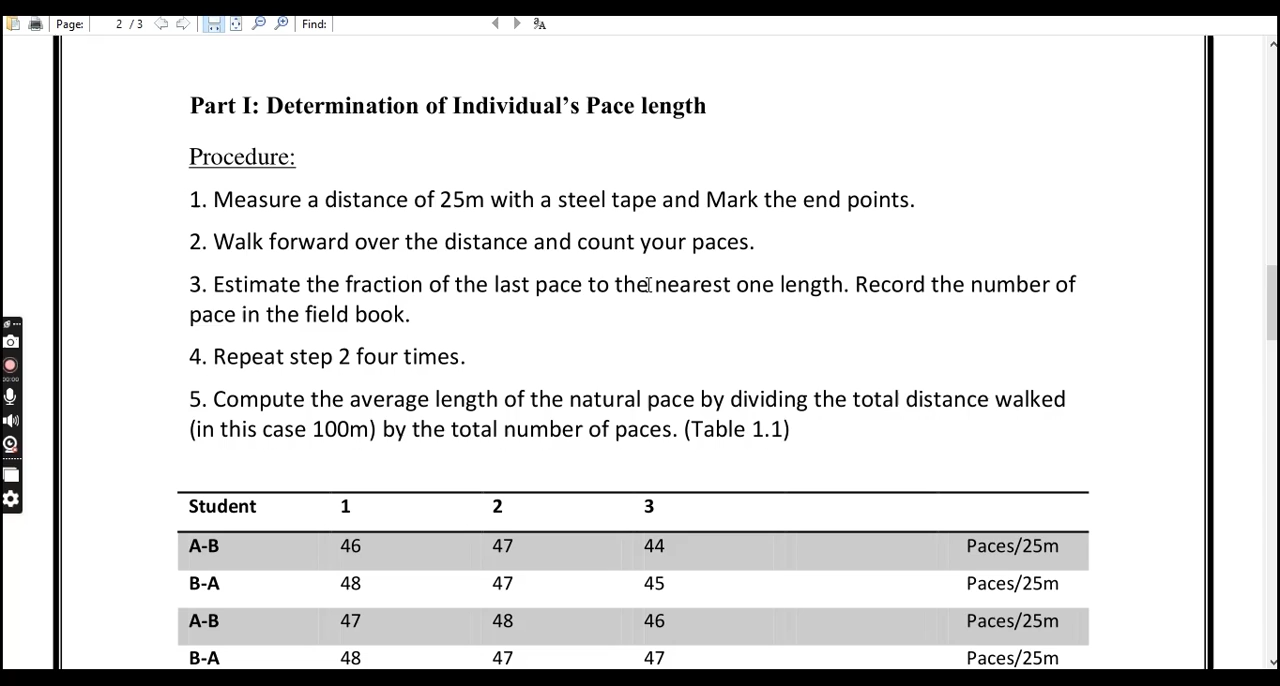 Page: 2 / 3 Find:
Part I: Determination of Individual’s Pace length
Procedure:
1. Measure a distance of 25m with a steel tape and Mark the end points.
2. Walk forward over the distance and count your paces.
3. Estimate the fraction of the last pace to the nearest one length. Record the number of
pace in the field book.
4. Repeat step 2 four times.
5. Compute the average length of the natural pace by dividing the total distance walked
(in this case 100m) by the total number of paces. (Table 1.1)
Student 1 2 3
A-B 46 47 44 Paces/25m
B-A 48 47 45 Paces/25m
A-B 47 48 46 Paces/25m
B-A 48 47 47 Paces/25m
00:00